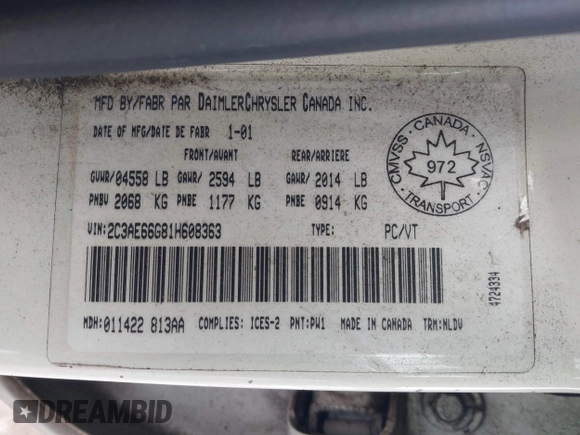 MFD BY/FABR PAR DAIMLERCHRYSLER CANADA INC.
DATE OF MFG/DATE DE FABR 1-01
FRONT/AVANT REAR/ARRIERE
GVWR/04558 LB GAWR/ 2594 LB GAWR/ 2014 LB
PNBV 2068 KG PNBE 1177 KG PNBE 0914 KG
VIN: 2C3AE66G81H608363 TYPE: PC/VT
CMVSS · CANADA · NSVAC
972
TRANSPORT
4724334
MDH: 011422 813AA COMPLIES: ICES-2 PNT: PW1 MADE IN CANADA TRM: NLDV
DREAMBID